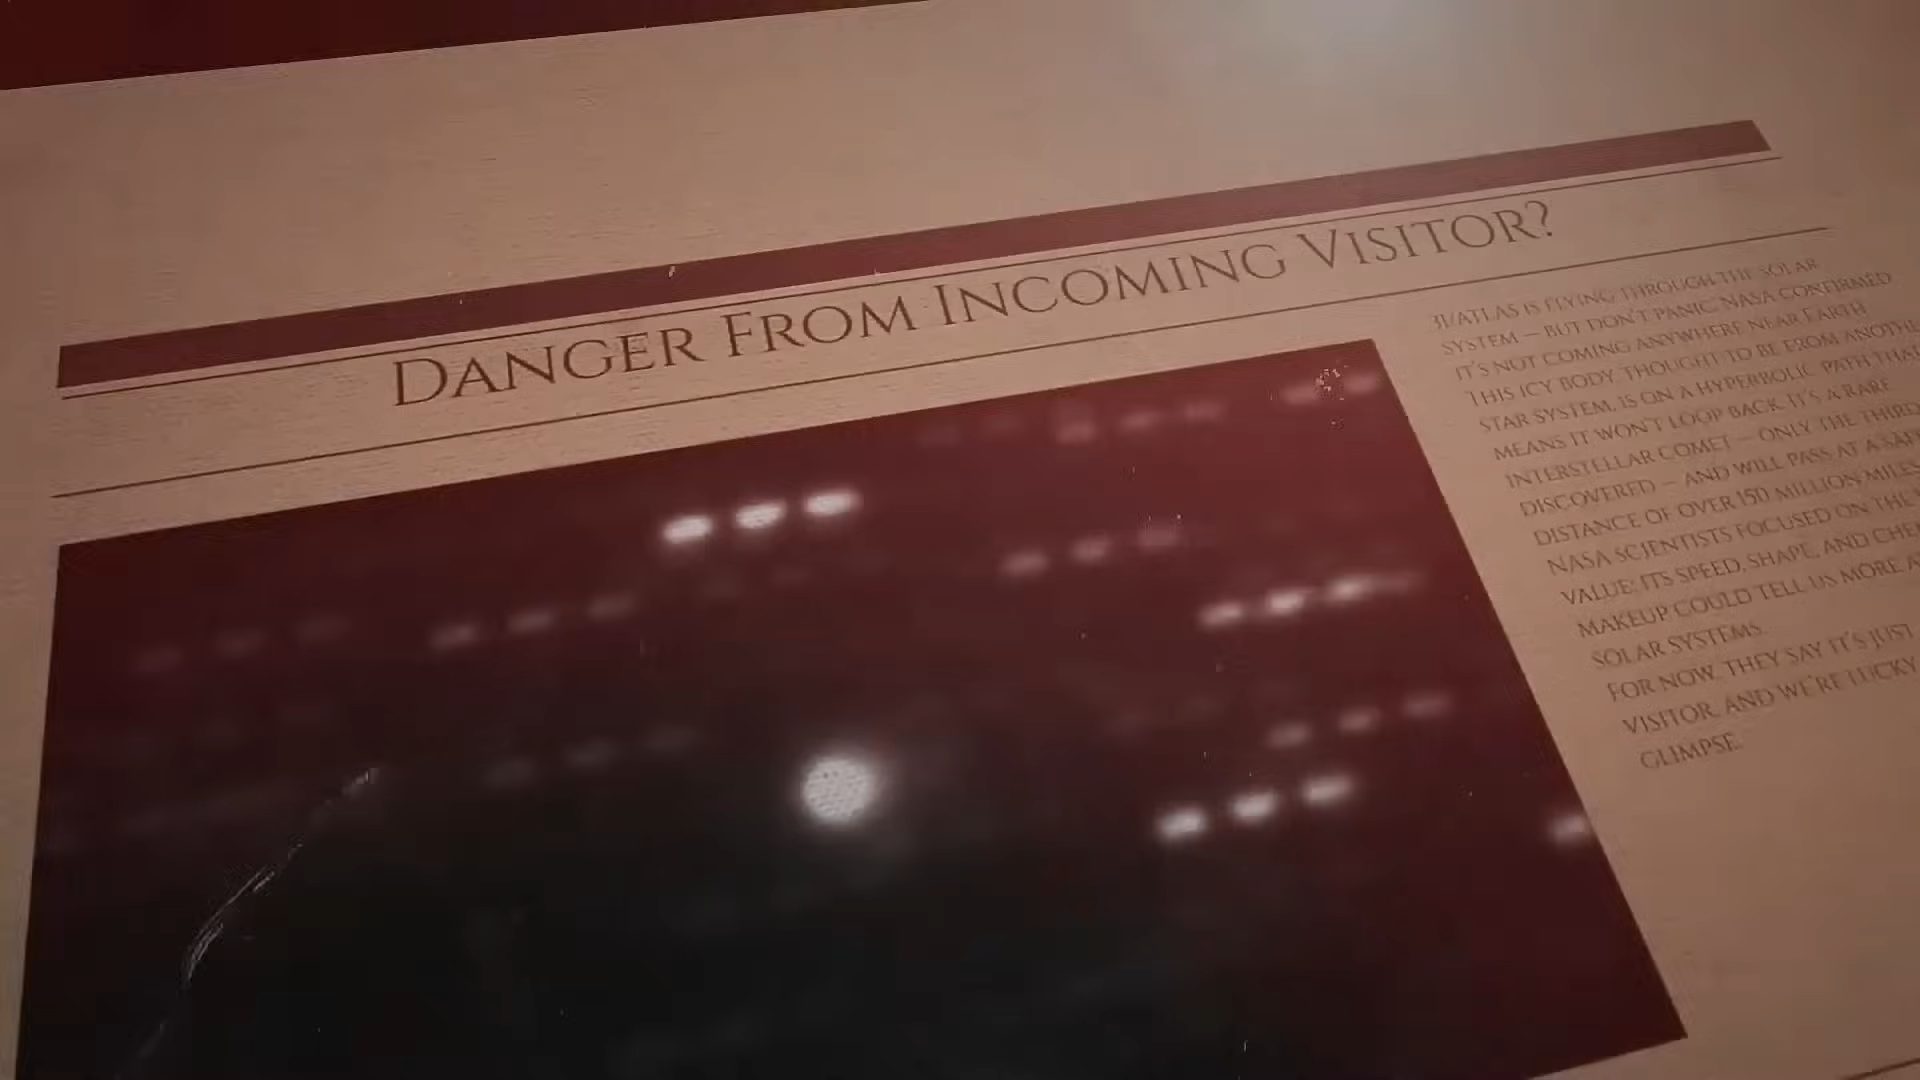 DANGER FROM INCOMING VISITOR?
3I/ATLAS IS FLYING THROUGH THE SOLAR
SYSTEM — BUT DON'T PANIC. NASA CONFIRMED
IT'S NOT COMING ANYWHERE NEAR EARTH
THIS ICY BODY THOUGHT TO BE FROM
STAR SYSTEM, IS ON A HYPERBOLIC PATH
MEANS IT WON'T LOOP BACK. IT'S A RARE
INTERSTELLAR COMET — ONLY THE THIRD
DISCOVERED — AND WILL PASS AT A
DISTANCE OF OVER 150 MILLION MILES
NASA SCIENTISTS FOCUSED ON THE
VALUE: ITS SPEED, SHAPE, AND
MAKEUP COULD TELL US MORE
SOLAR SYSTEMS.
FOR NOW, THEY SAY IT'S JUST
VISITOR. AND WE'RE LUCKY
GLIMPSE.